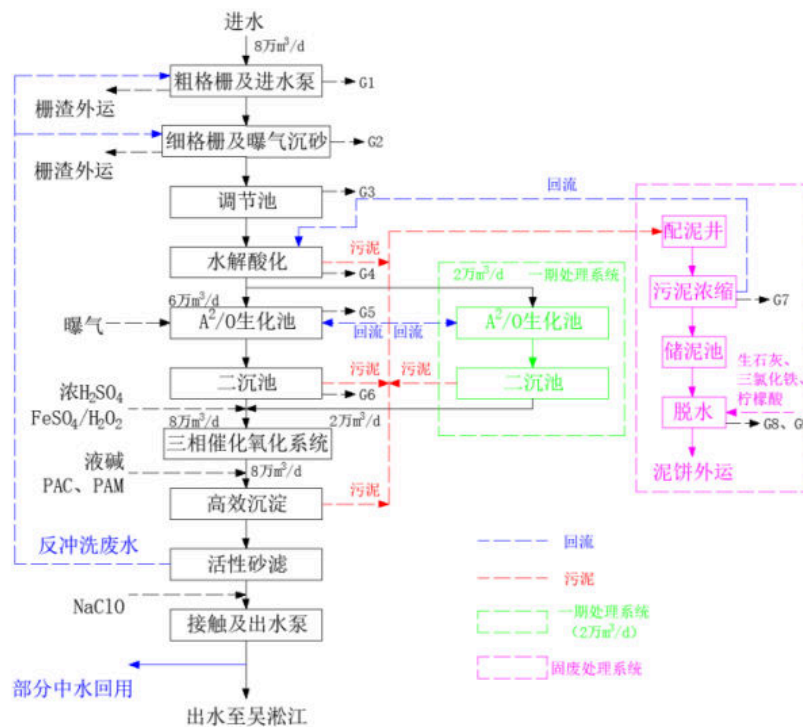 进水
8万m³/d
粗格栅及进水泵
G1
栅渣外运
细格栅及曝气沉砂
G2
栅渣外运
调节池
G3
回流
水解酸化
污泥
G4
6万m³/d
2万m³/d 一期处理系统
曝气
A²/O生化池
G5
回流 回流
A²/O生化池
二沉池
污泥
污泥
二沉池
G6
浓H₂SO₄
FeSO₄/H₂O₂
8万m³/d
2万m³/d
三相催化氧化系统
液碱
PAC、PAM
8万m³/d
高效沉淀
污泥
反冲洗废水
活性砂滤
NaClO
接触及出水泵
部分中水回用
出水至吴淞江
配泥井
污泥浓缩
G7
储泥池
生石灰、
三氯化铁、
柠檬酸
脱水
G8、G
泥饼外运
回流
污泥
一期处理系统
（2万m³/d）
固废处理系统